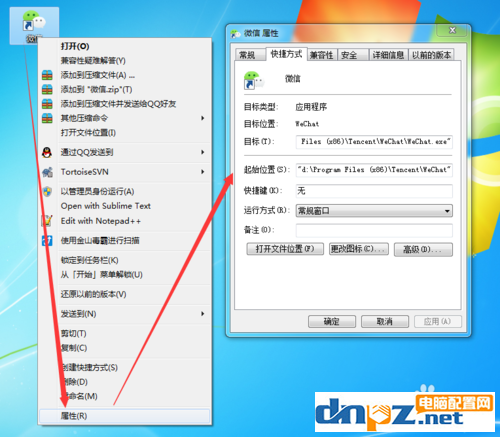 微信
打开(O)
兼容性疑难解答(Y)
添加到压缩文件(A) ...
添加到 "微信.zip"(T)
添加到压缩文件并发送给QQ好友
其他压缩命令
打开文件位置(I)
通过QQ发送到
TortoiseSVN
以管理员身份运行(A)
Open with Sublime Text
Edit with Notepad++
使用金山毒霸进行扫描
锁定到任务栏(K)
从「开始」菜单解锁(U)
还原以前的版本(V)
发送到(N)
剪切(T)
复制(C)
创建快捷方式(S)
删除(D)
命名(M)
属性(R)
微信 属性
常规
快捷方式
兼容性
安全
详细信息
以前的版本
微信
目标类型: 应用程序
目标位置: WeChat
目标(T): Files (x86)\Tencent\WeChat\WeChat.exe"
起始位置(S): "d:\Program Files (x86)\Tencent\WeChat"
快捷键(K): 无
运行方式(R): 常规窗口
备注(O):
打开文件位置(F)
更改图标(C)...
高级(D)...
确定
取消
应用(A)
电脑配置网
dnpz.net